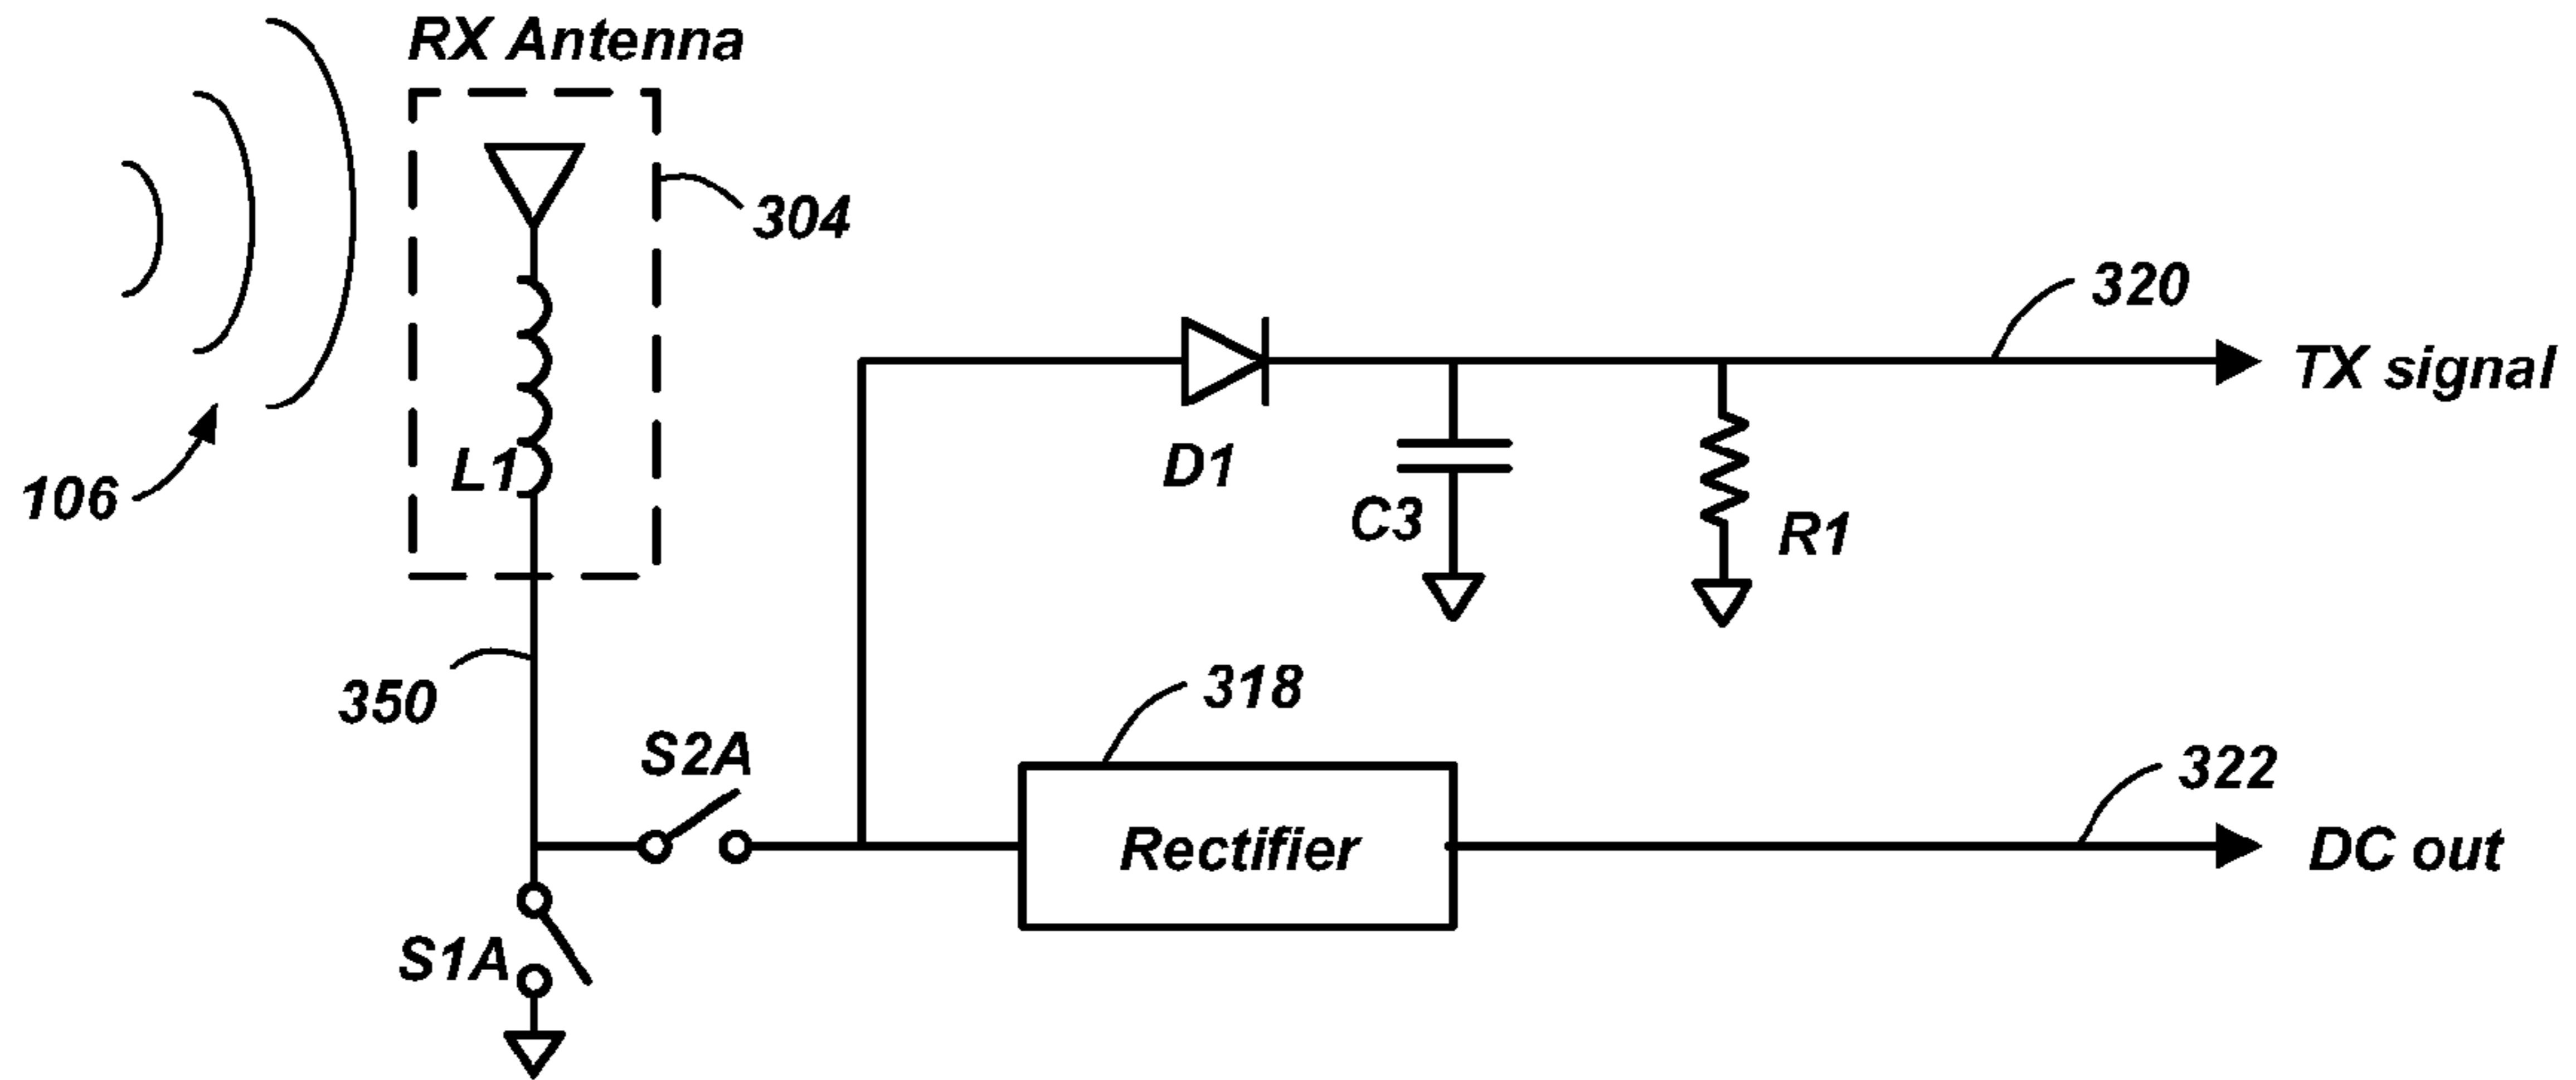 RX Antenna
304
320
TX signal
L1
D1
106
C3
R1
318
350
S2A
322
Rectifier
DC out
S1A